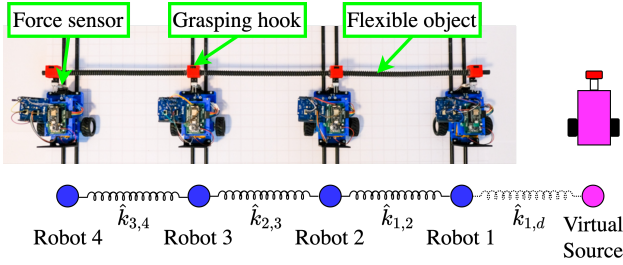 Force sensor Grasping hook Flexible object
k̂₃,₄ k̂₂,₃ k̂₁,₂ k̂₁,d
Robot 4 Robot 3 Robot 2 Robot 1 Virtual
Source